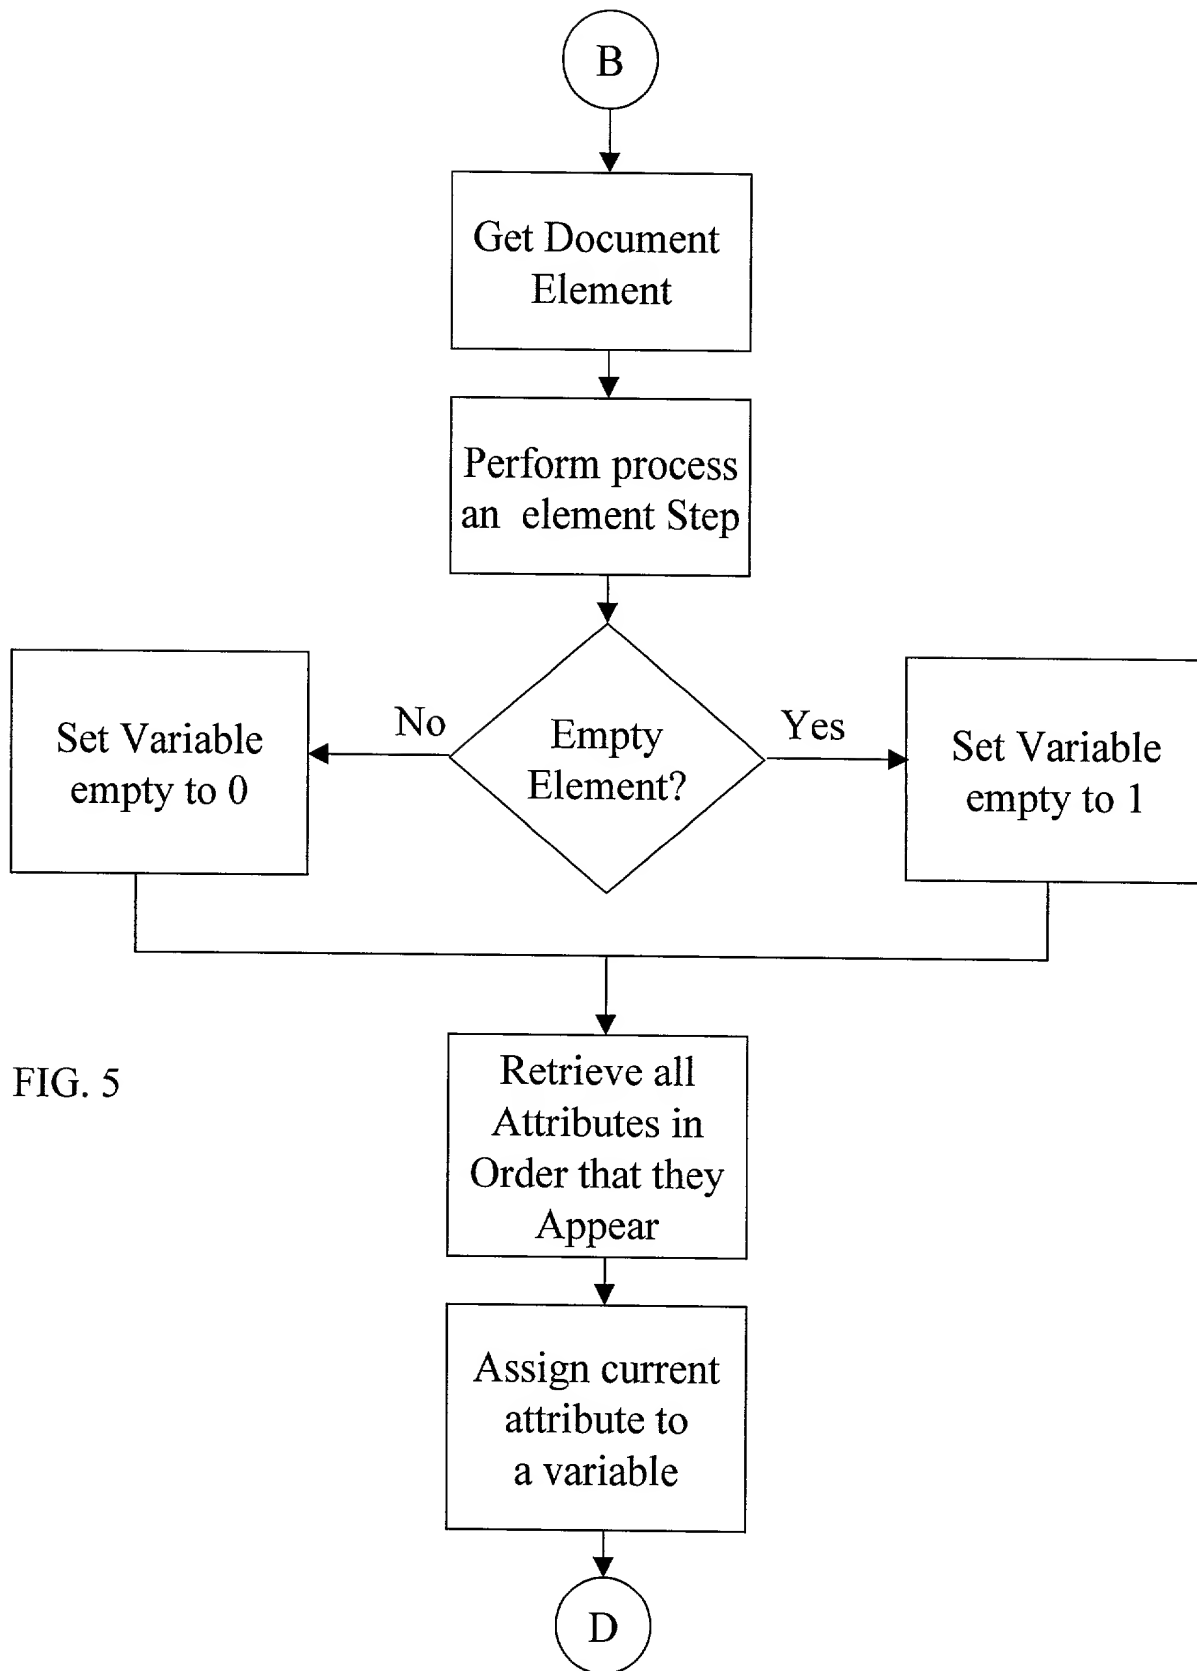 B
Get Document
Element
Perform process
an element Step
No
Empty
Element?
Yes
Set Variable
empty to 0
Set Variable
empty to 1
FIG. 5
Retrieve all
Attributes in
Order that they
Appear
Assign current
attribute to
a variable
D